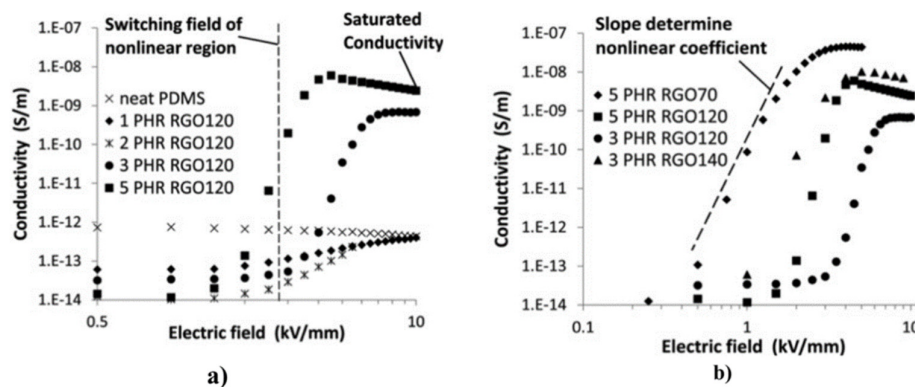 Switching field of
nonlinear region
Saturated
Conductivity
1.E-07
1.E-08
1.E-09
1.E-10
1.E-11
1.E-12
1.E-13
1.E-14
Conductivity (S/m)
neat PDMS
1 PHR RGO120
2 PHR RGO120
3 PHR RGO120
5 PHR RGO120
0.5
10
Electric field (kV/mm)
a)
Slope determine
nonlinear coefficient
1.E-07
1.E-08
1.E-09
1.E-10
1.E-11
1.E-12
1.E-13
1.E-14
Conductivity (S/m)
5 PHR RGO70
5 PHR RGO120
3 PHR RGO120
3 PHR RGO140
0.1
1
10
Electric field (kV/mm)
b)